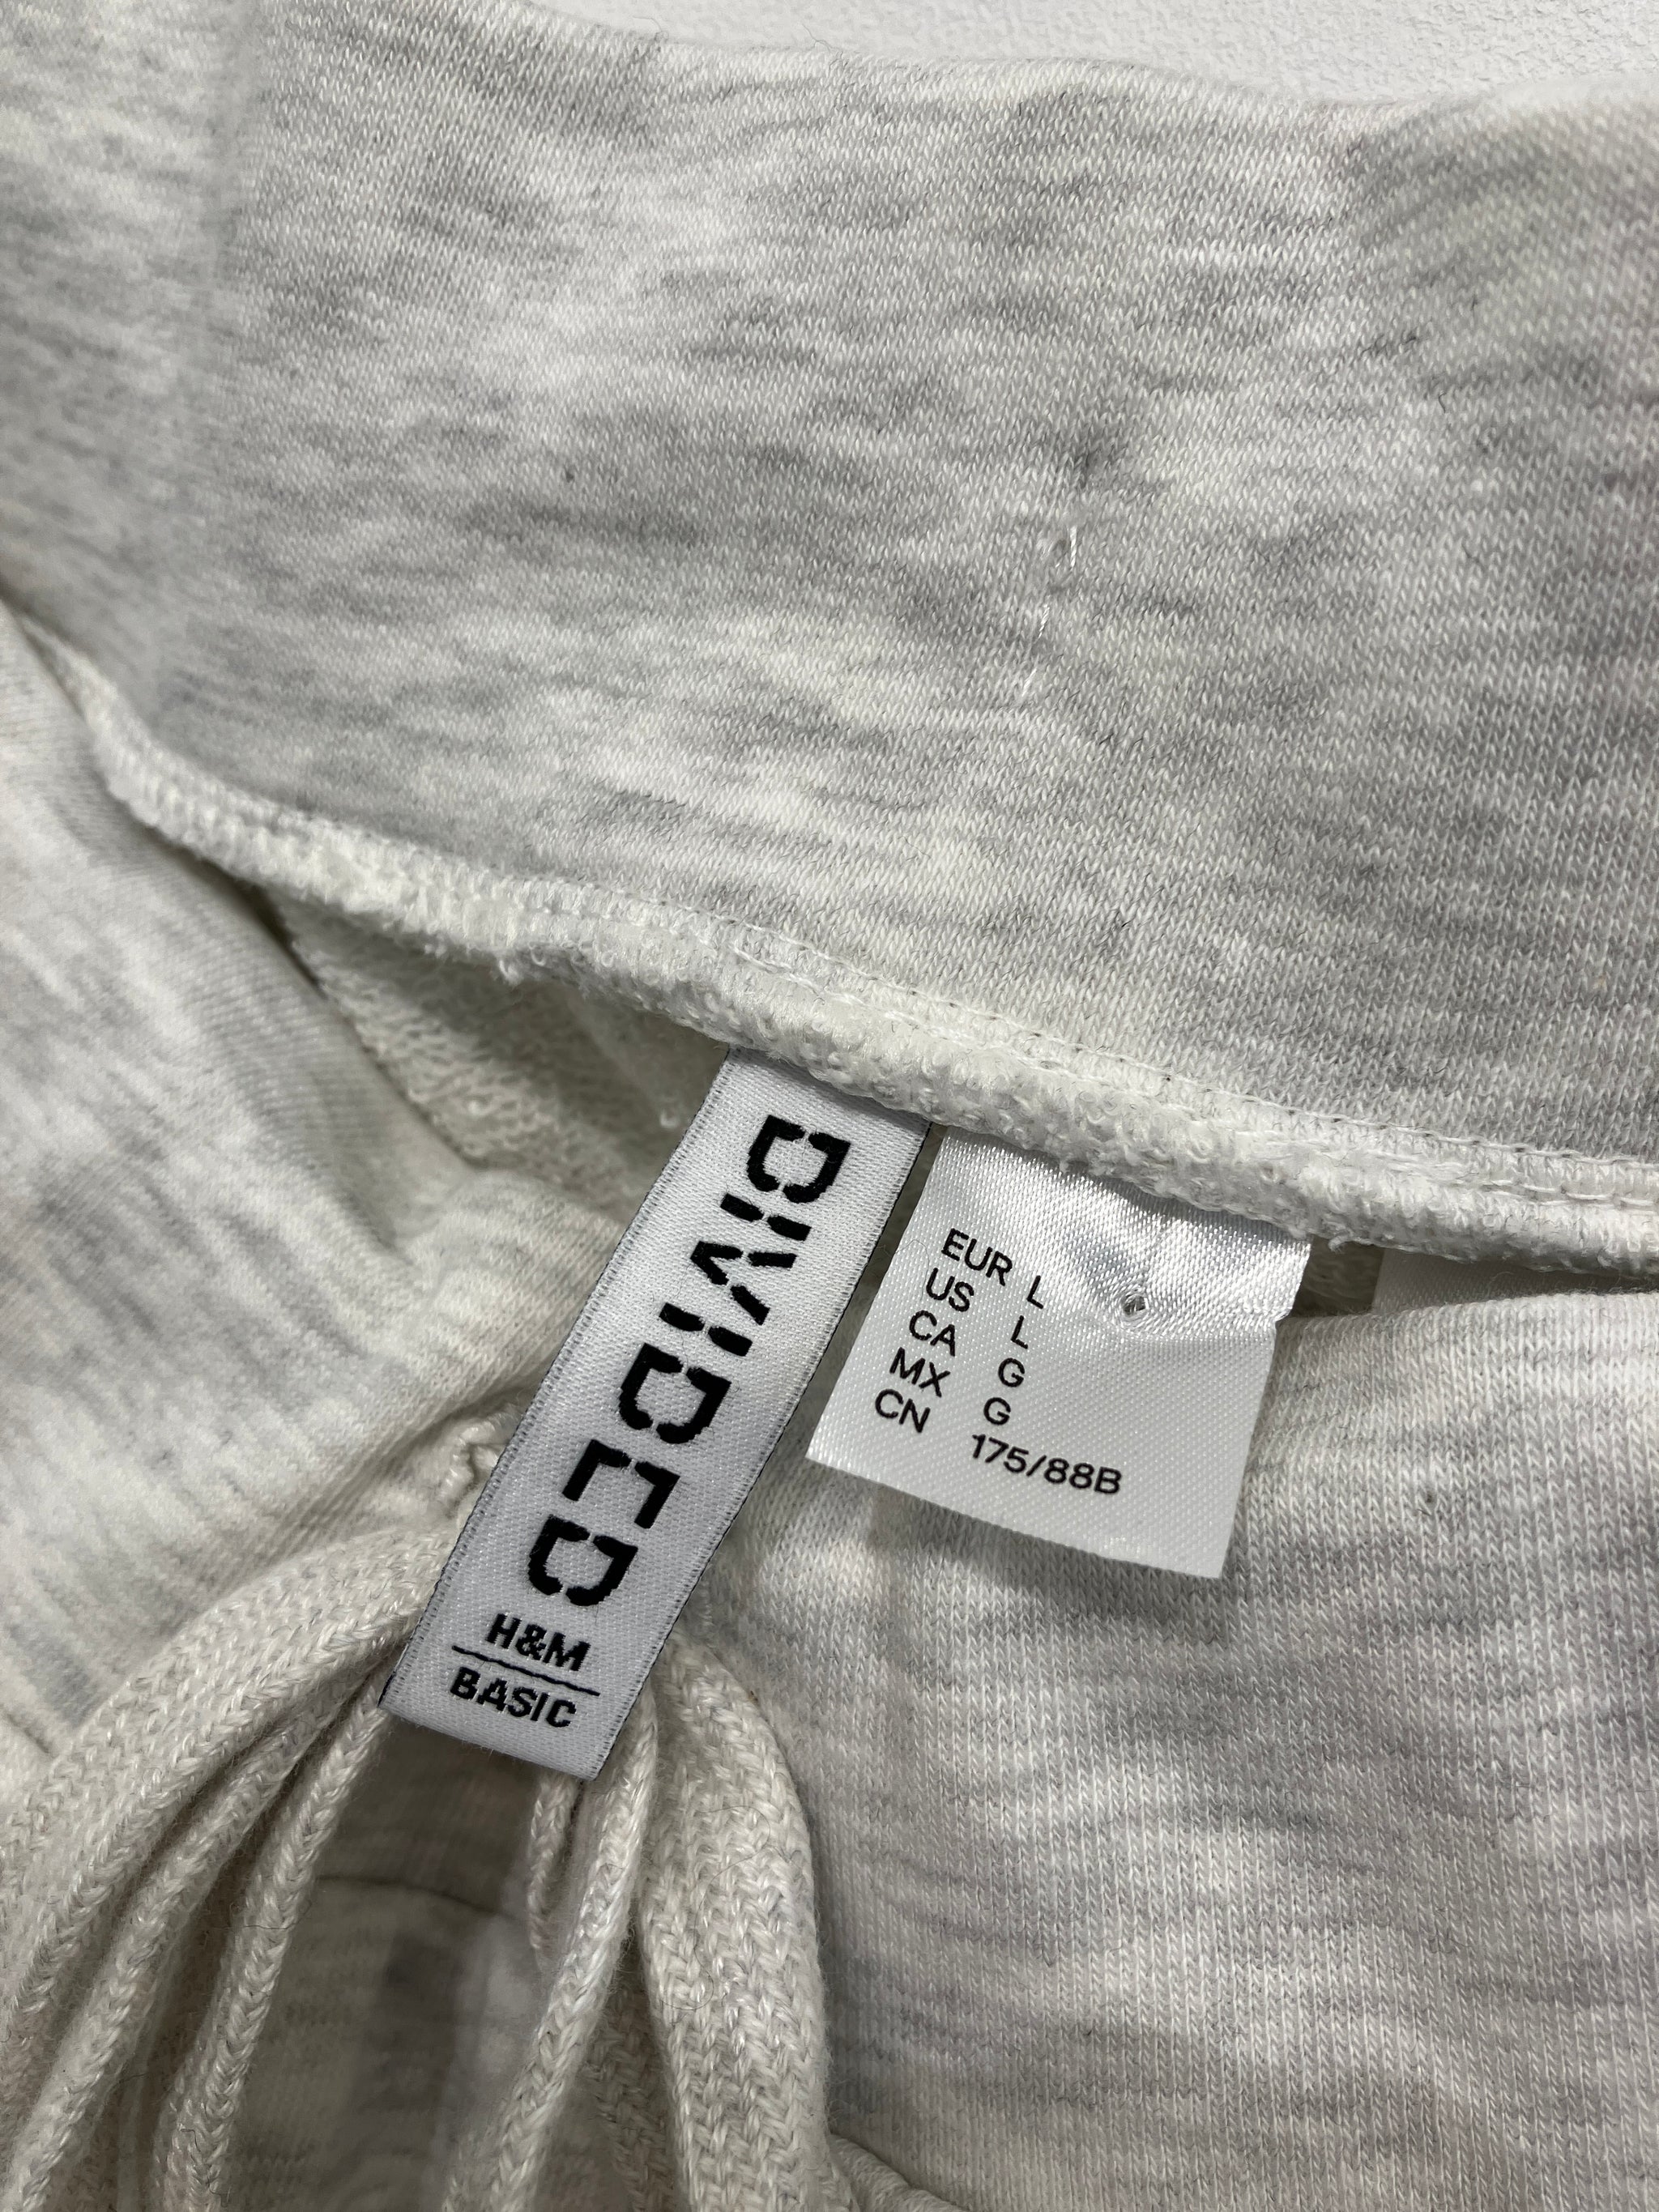 DIVIDED
H&M
BASIC
EUR L
US L
CA G
MX G
CN 175/88B